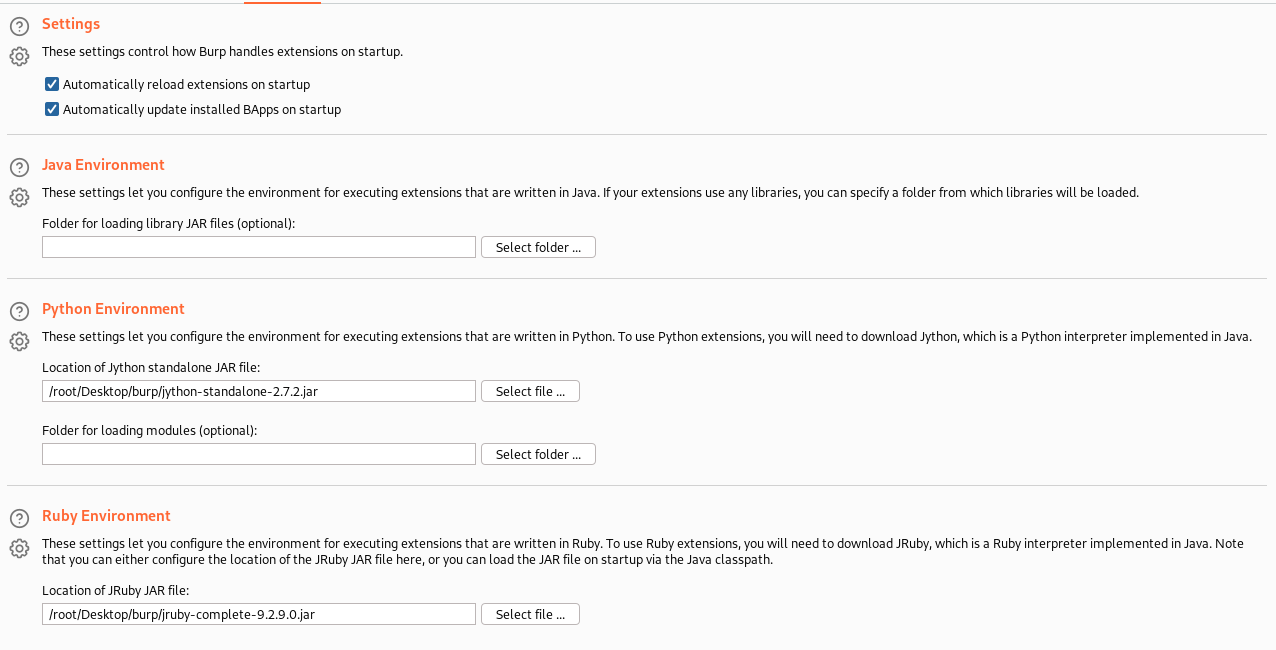 Settings
These settings control how Burp handles extensions on startup.
Automatically reload extensions on startup
Automatically update installed BApps on startup
Java Environment
These settings let you configure the environment for executing extensions that are written in Java. If your extensions use any libraries, you can specify a folder from which libraries will be loaded.
Folder for loading library JAR files (optional):
Select folder ...
Python Environment
These settings let you configure the environment for executing extensions that are written in Python. To use Python extensions, you will need to download Jython, which is a Python interpreter implemented in Java.
Location of Jython standalone JAR file:
/root/Desktop/burp/jython-standalone-2.7.2.jar Select file ...
Folder for loading modules (optional):
Select folder ...
Ruby Environment
These settings let you configure the environment for executing extensions that are written in Ruby. To use Ruby extensions, you will need to download JRuby, which is a Ruby interpreter implemented in Java. Note
that you can either configure the location of the JRuby JAR file here, or you can load the JAR file on startup via the Java classpath.
Location of JRuby JAR file:
/root/Desktop/burp/jruby-complete-9.2.9.0.jar Select file ...